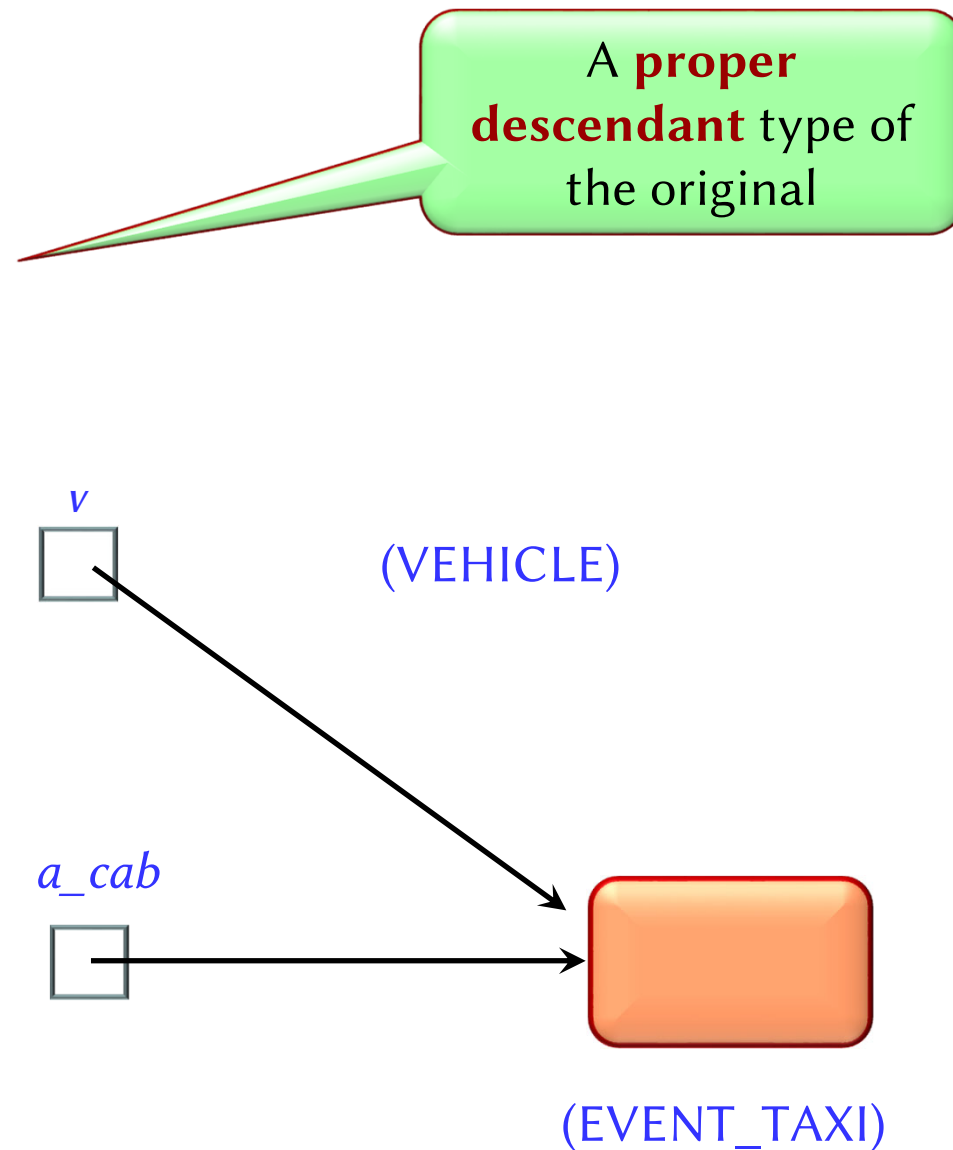 A proper
descendant type of
the original
v
(VEHICLE)
a_cab
(EVENT_TAXI)